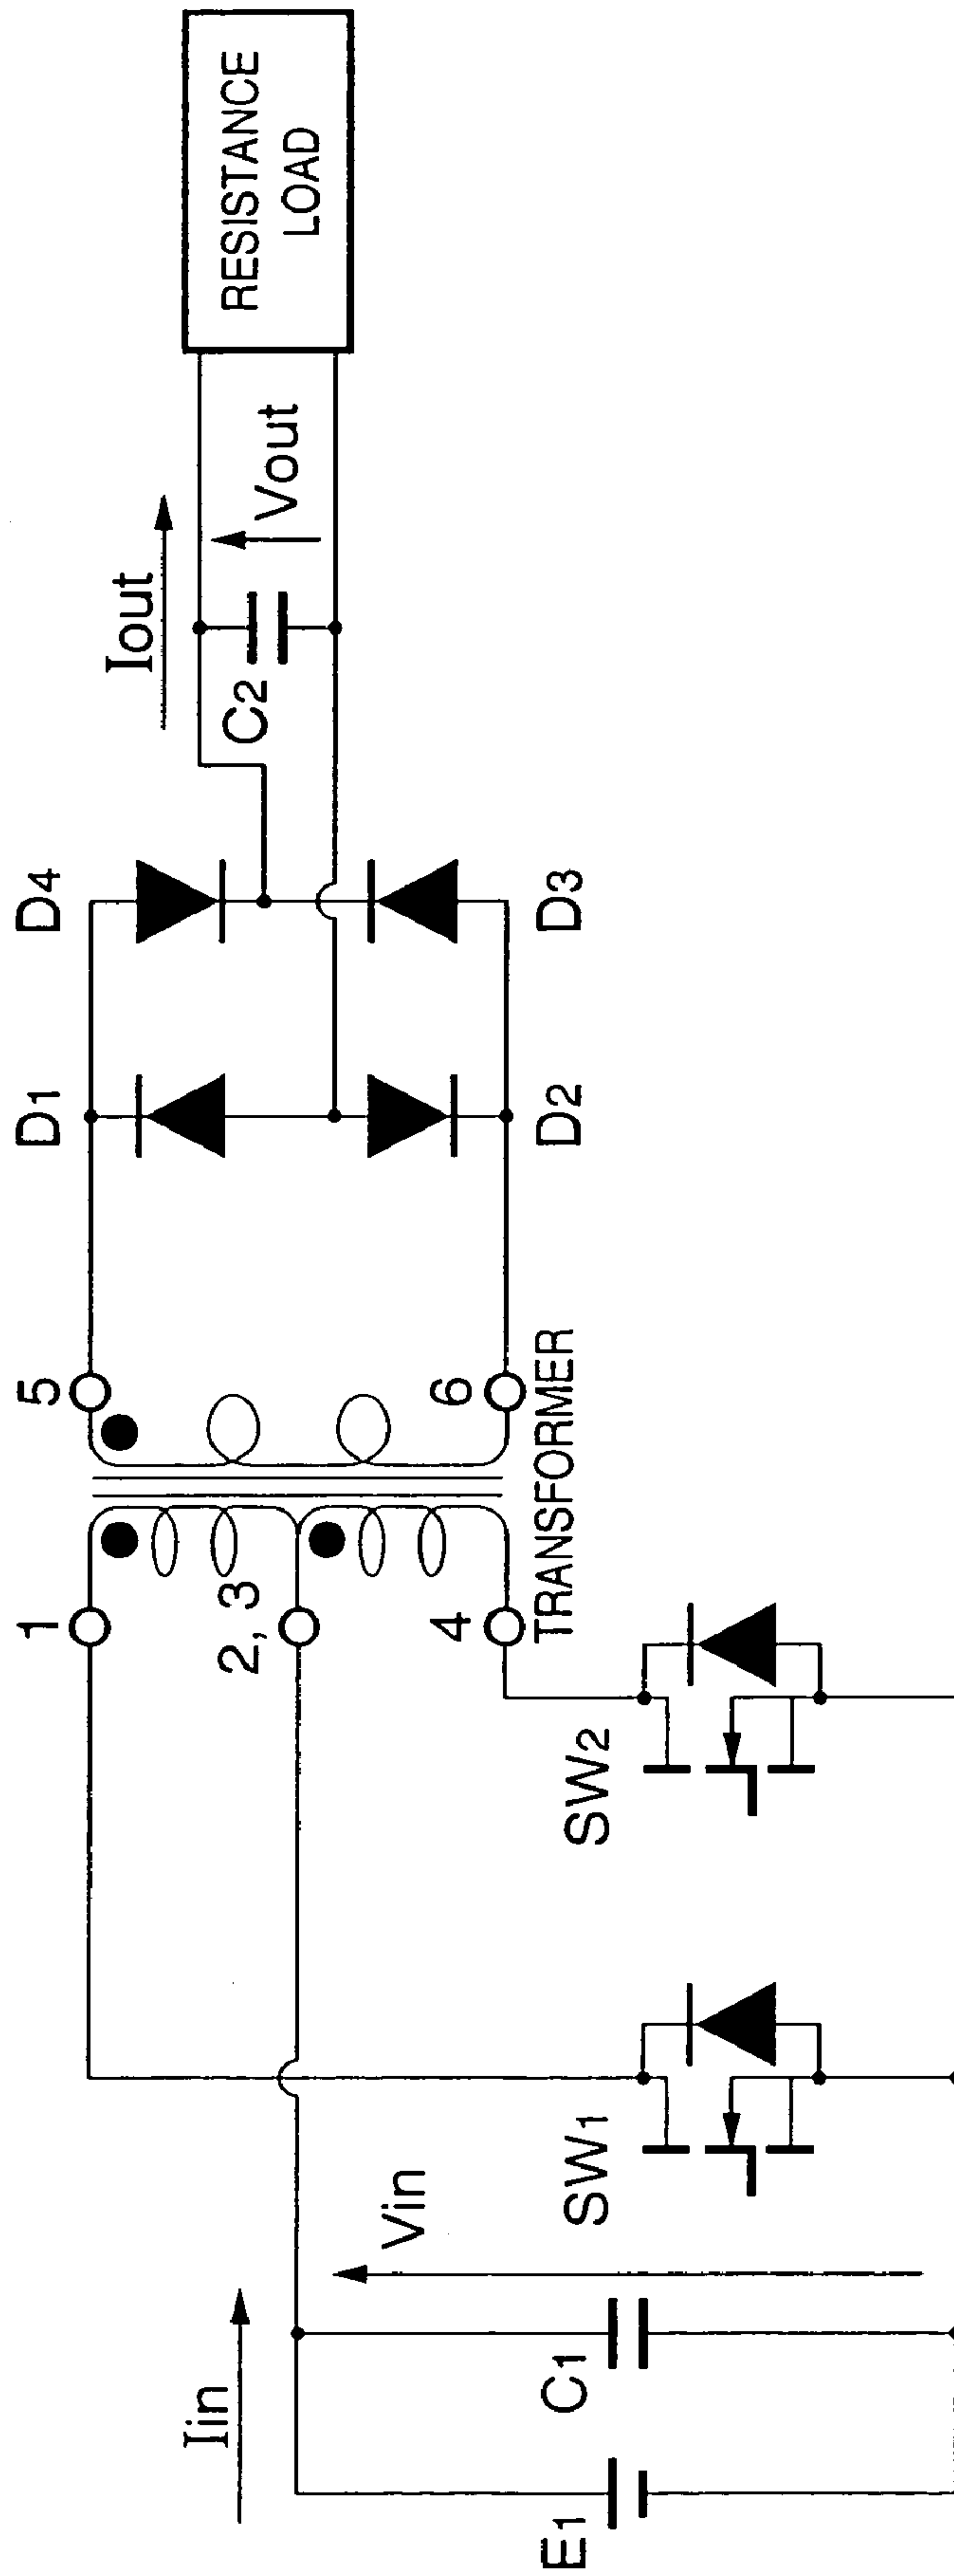 Iin
E1
C1
Vin
SW1
SW2
1
2, 3
4
TRANSFORMER
5
6
D1
D2
D4
D3
C2
Iout
Vout
RESISTANCE
LOAD